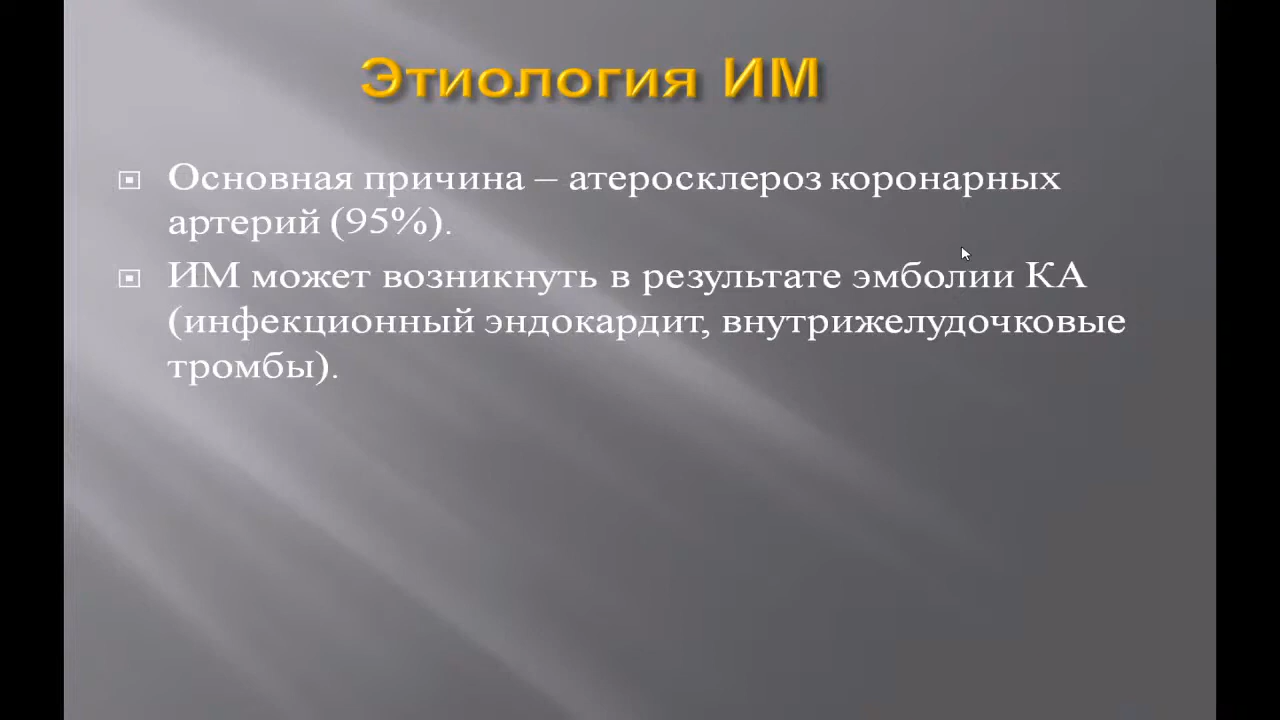 Этиология ИМ
Основная причина – атеросклероз коронарных
артерий (95%).
ИМ может возникнуть в результате эмболии КА
(инфекционный эндокардит, внутрижелудочковые
тромбы).